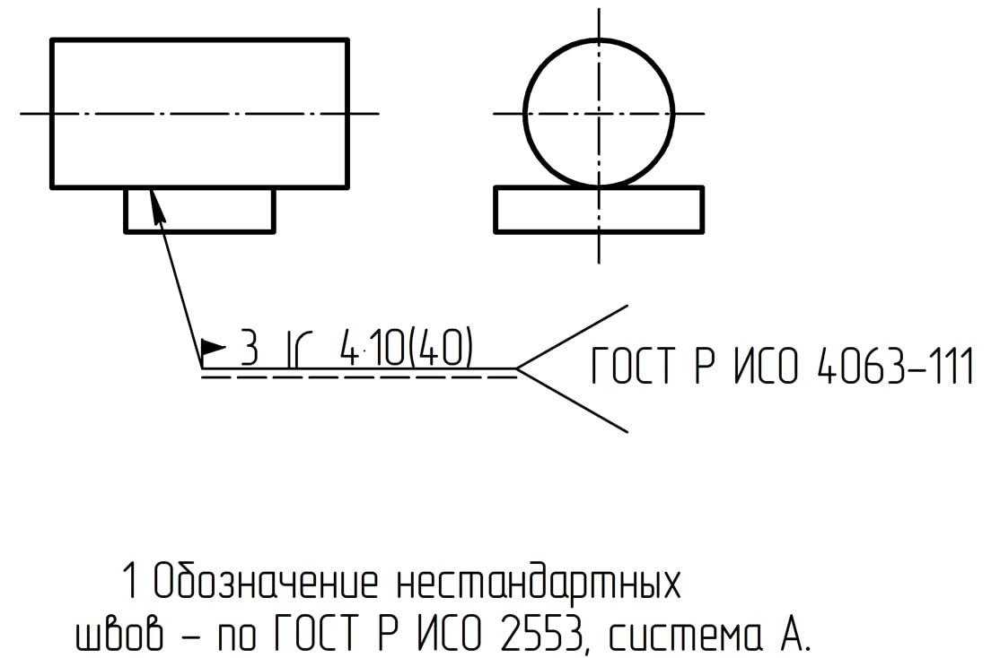 3 4·10(40)
ГОСТ Р ИСО 4063-111
1 Обозначение нестандартных
швов - по ГОСТ Р ИСО 2553, система А.